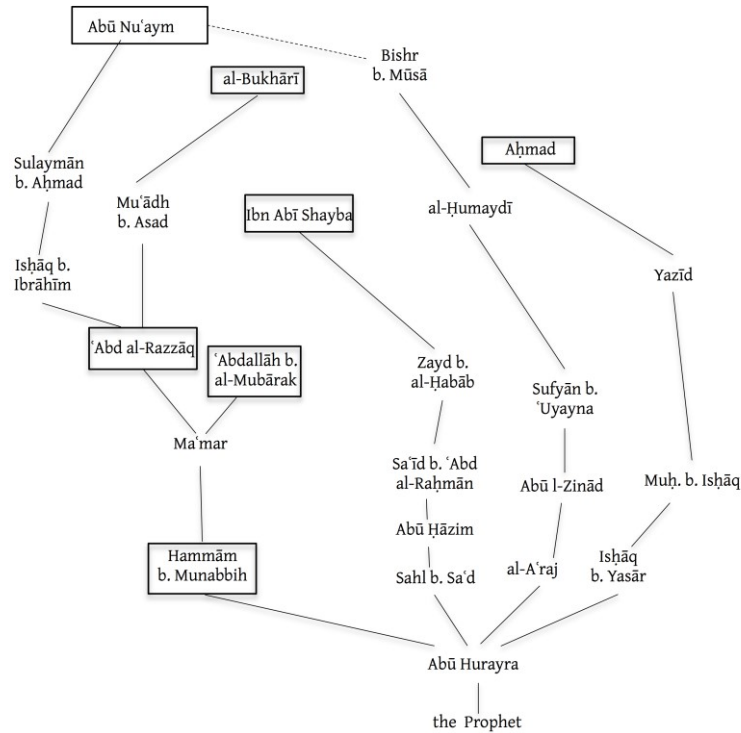 Abū Nuʿaym
Bishr
b. Mūsā
al-Bukhārī
Aḥmad
Sulaymān
b. Aḥmad
Muʿādh
b. Asad
Ibn Abī Shayba
al-Ḥumaydī
Isḥāq b.
Ibrāhīm
Yazīd
ʿAbd al-Razzāq
ʿAbdallāh b.
al-Mubārak
Zayd b.
al-Ḥabāb
Sufyān b.
ʿUyayna
Maʿmar
Saʿīd b. ʿAbd
al-Raḥmān
Abū l-Zinād
Muḥ. b. Isḥāq
Abū Ḥāzim
Hammām
b. Munabbih
Sahl b. Saʿd
al-Aʿraj
Isḥāq
b. Yasār
Abū Hurayra
the Prophet